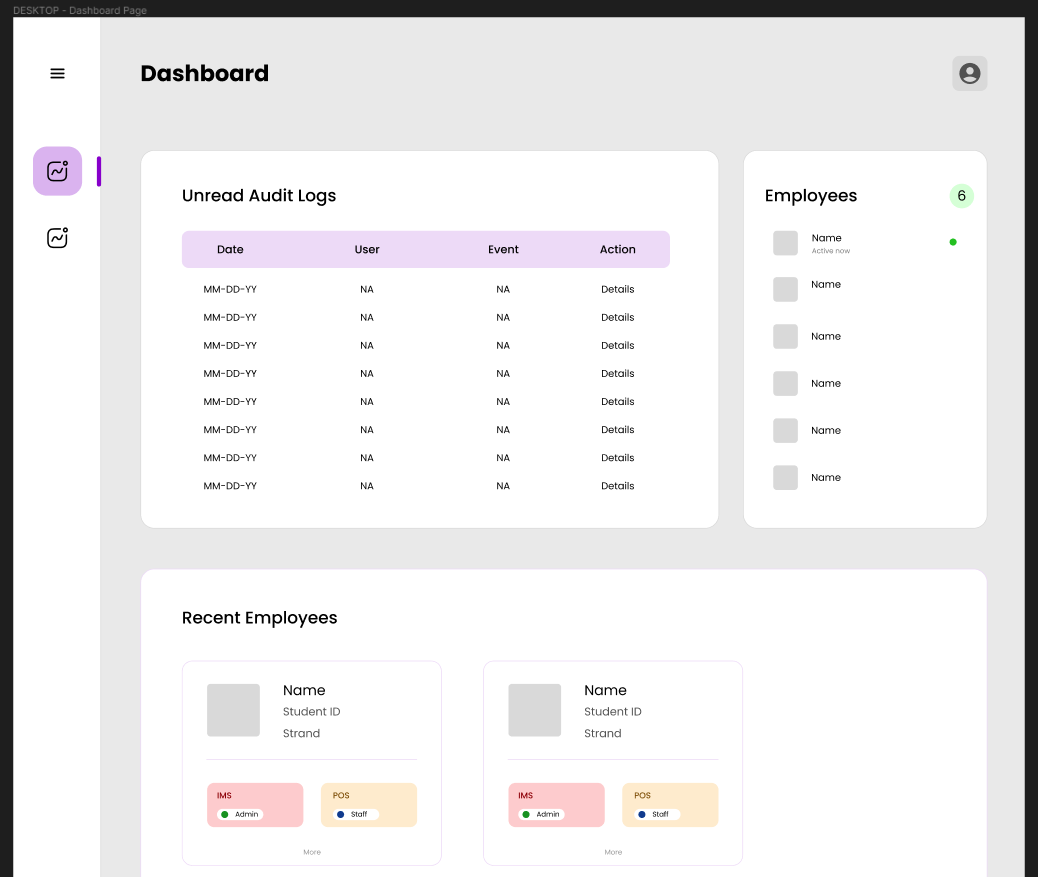 DESKTOP - Dashboard Page
Dashboard
Unread Audit Logs
Date User Event Action
MM-DD-YY NA NA Details
MM-DD-YY NA NA Details
MM-DD-YY NA NA Details
MM-DD-YY NA NA Details
MM-DD-YY NA NA Details
MM-DD-YY NA NA Details
MM-DD-YY NA NA Details
MM-DD-YY NA NA Details
Employees 6
Name
Active now
Name
Name
Name
Name
Name
Recent Employees
Name
Student ID
Strand
IMS POS
Admin Staff
More
Name
Student ID
Strand
IMS POS
Admin Staff
More